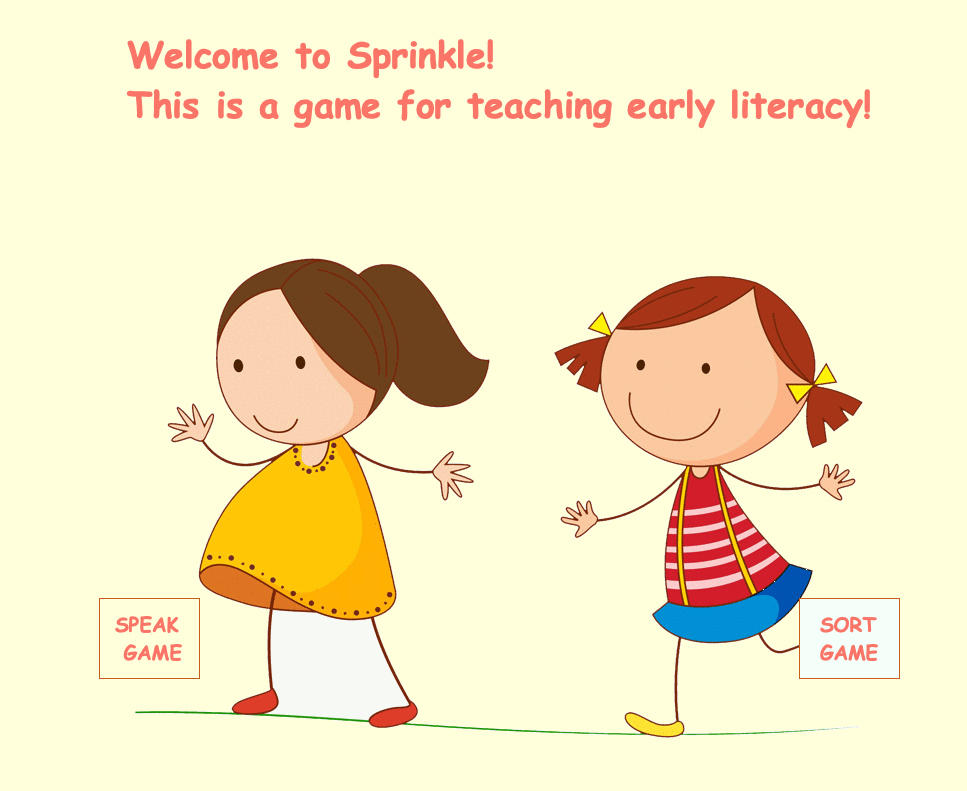 Welcome to Sprinkle!
This is a game for teaching early literacy!
SPEAK
GAME
SORT
GAME